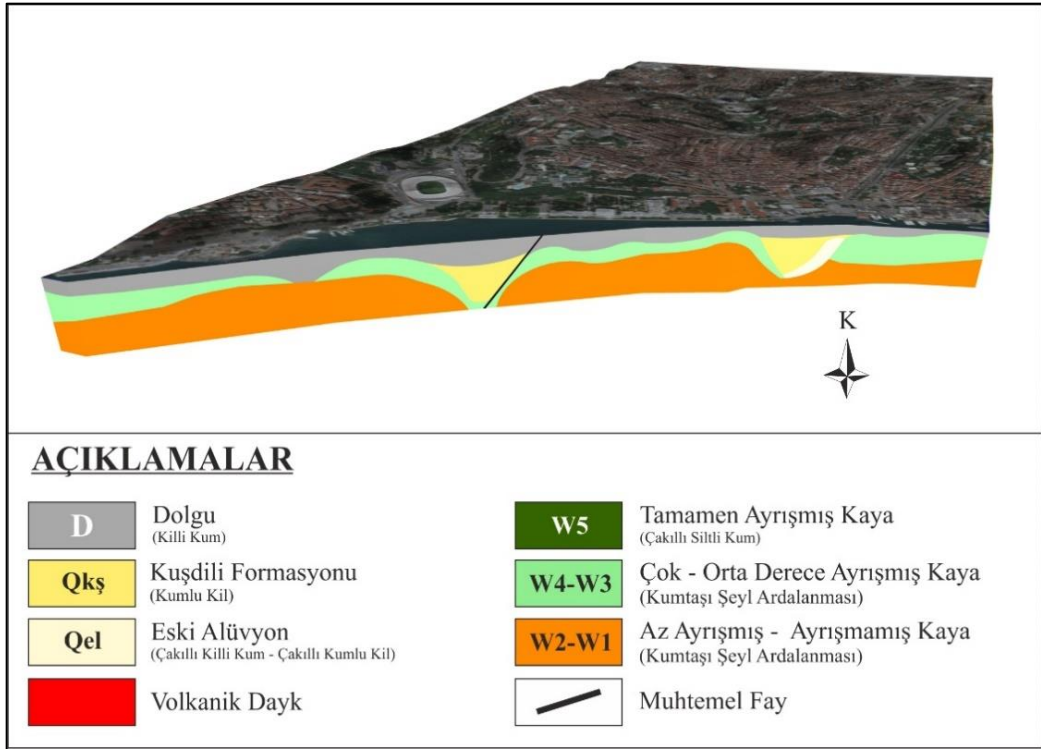 K
AÇIKLAMALAR
D
Dolgu
(Killi Kum)
Qkş
Kuşdili Formasyonu
(Kumlu Kil)
Qel
Eski Alüvyon
(Çakıllı Killi Kum - Çakıllı Kumlu Kil)
Volkanik Dayk
W5
Tamamen Ayrışmış Kaya
(Çakıllı Siltli Kum)
W4-W3
Çok - Orta Derece Ayrışmış Kaya
(Kumtaşı Şeyl Ardalanması)
W2-W1
Az Ayrışmış - Ayrışmamış Kaya
(Kumtaşı Şeyl Ardalanması)
Muhtemel Fay